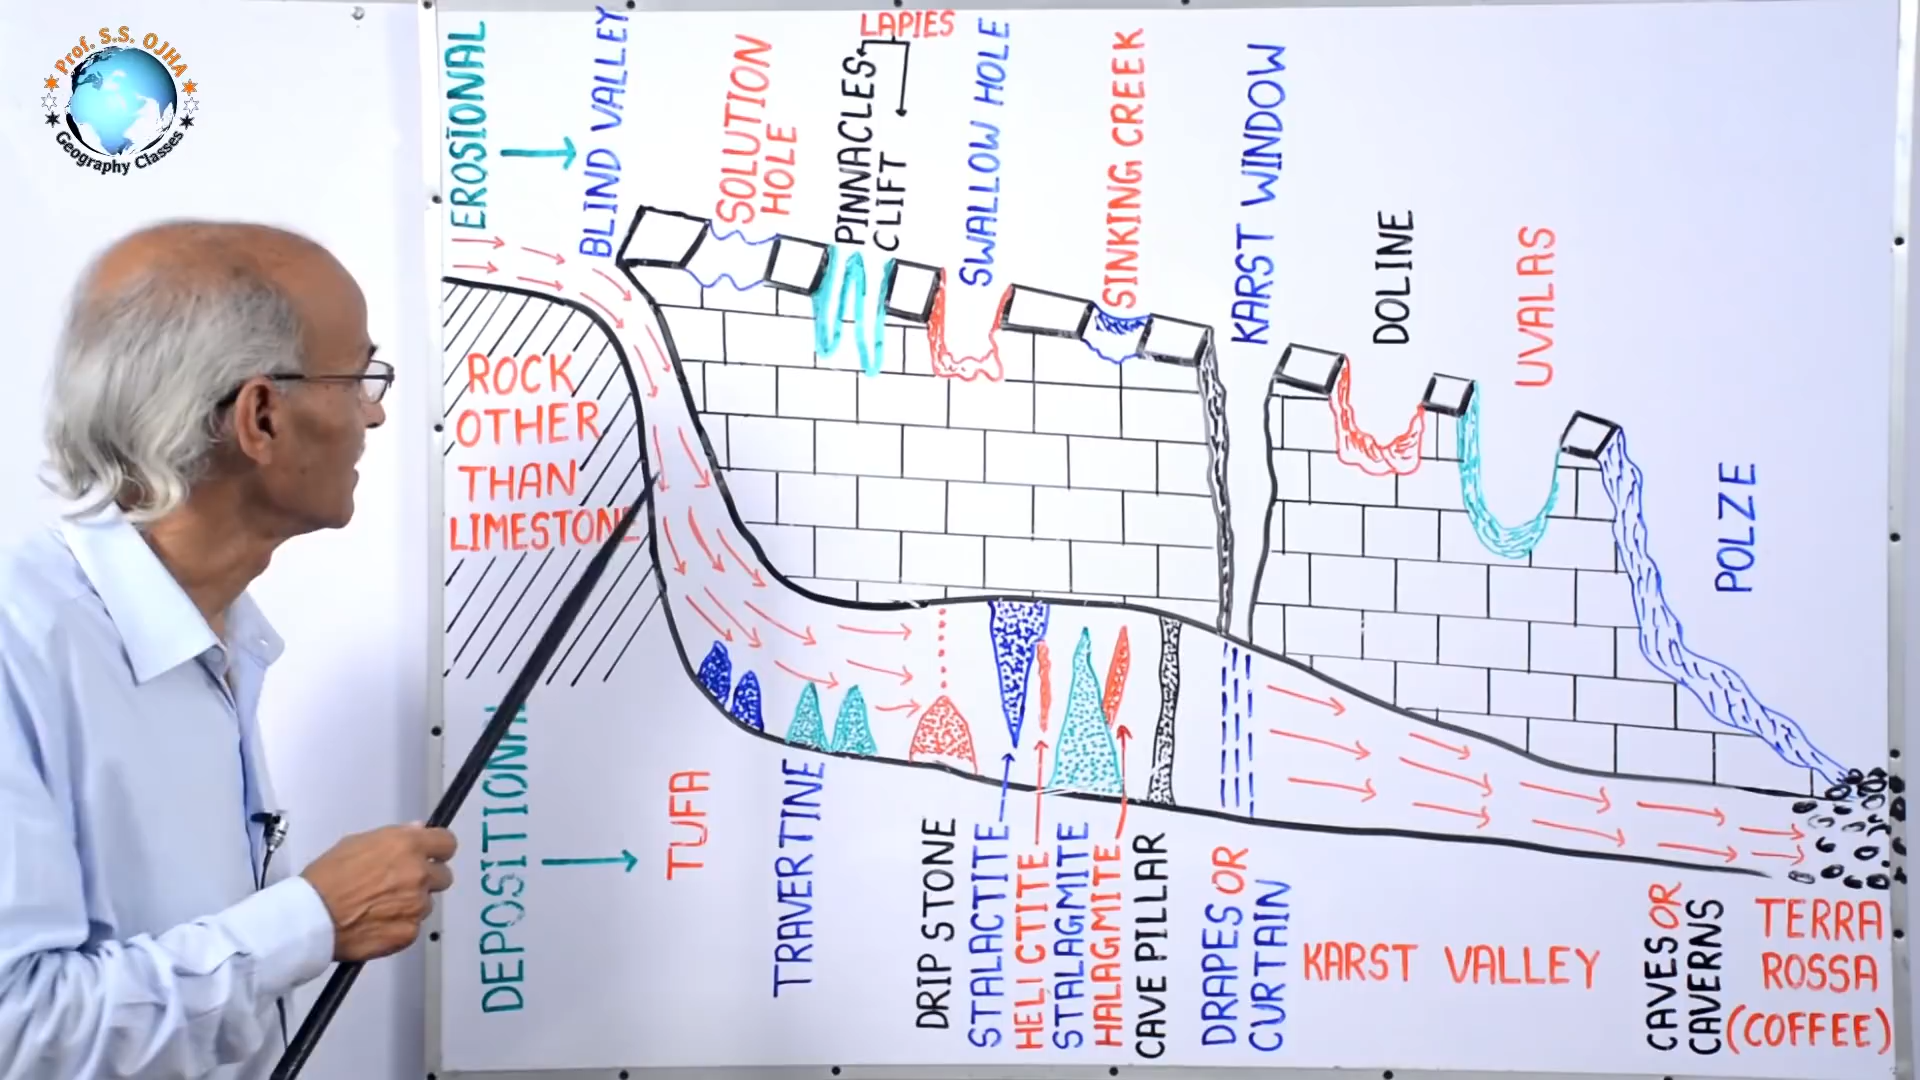 Prof. S.S. OJHA
Geography Classes
EROSIONAL
BLIND VALLEY
SOLUTION
HOLE
LAPIES
PINNACLES
CLIFT
SWALLOW HOLE
SINKING CREEK
KARST WINDOW
DOLINE
UVALAS
POLZE
ROCK
OTHER
THAN
LIMESTONE
DEPOSITIONAL
TUFA
TRAVERTINE
DRIP STONE
STALACTITE
HELICTITE
STALAGMITE
HALAGMITE
CAVE PILLAR
DRAPES OR
CURTAIN
KARST VALLEY
CAVES OR
CAVERNS
TERRA
ROSSA
(COFFEE)